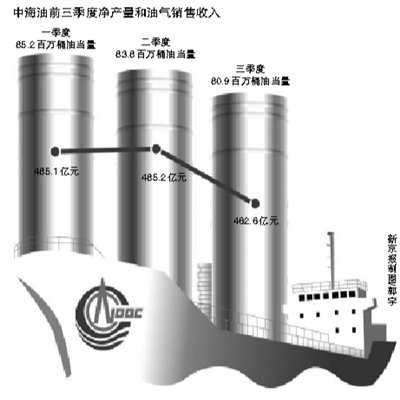 中海油前三季度净产量和油气销售收入
一季度
85.2百万桶油当量
二季度
83.8百万桶油当量
三季度
80.9百万桶油当量
485.1亿元
485.2亿元
462.6亿元
新京报制图郭宇
NOOC